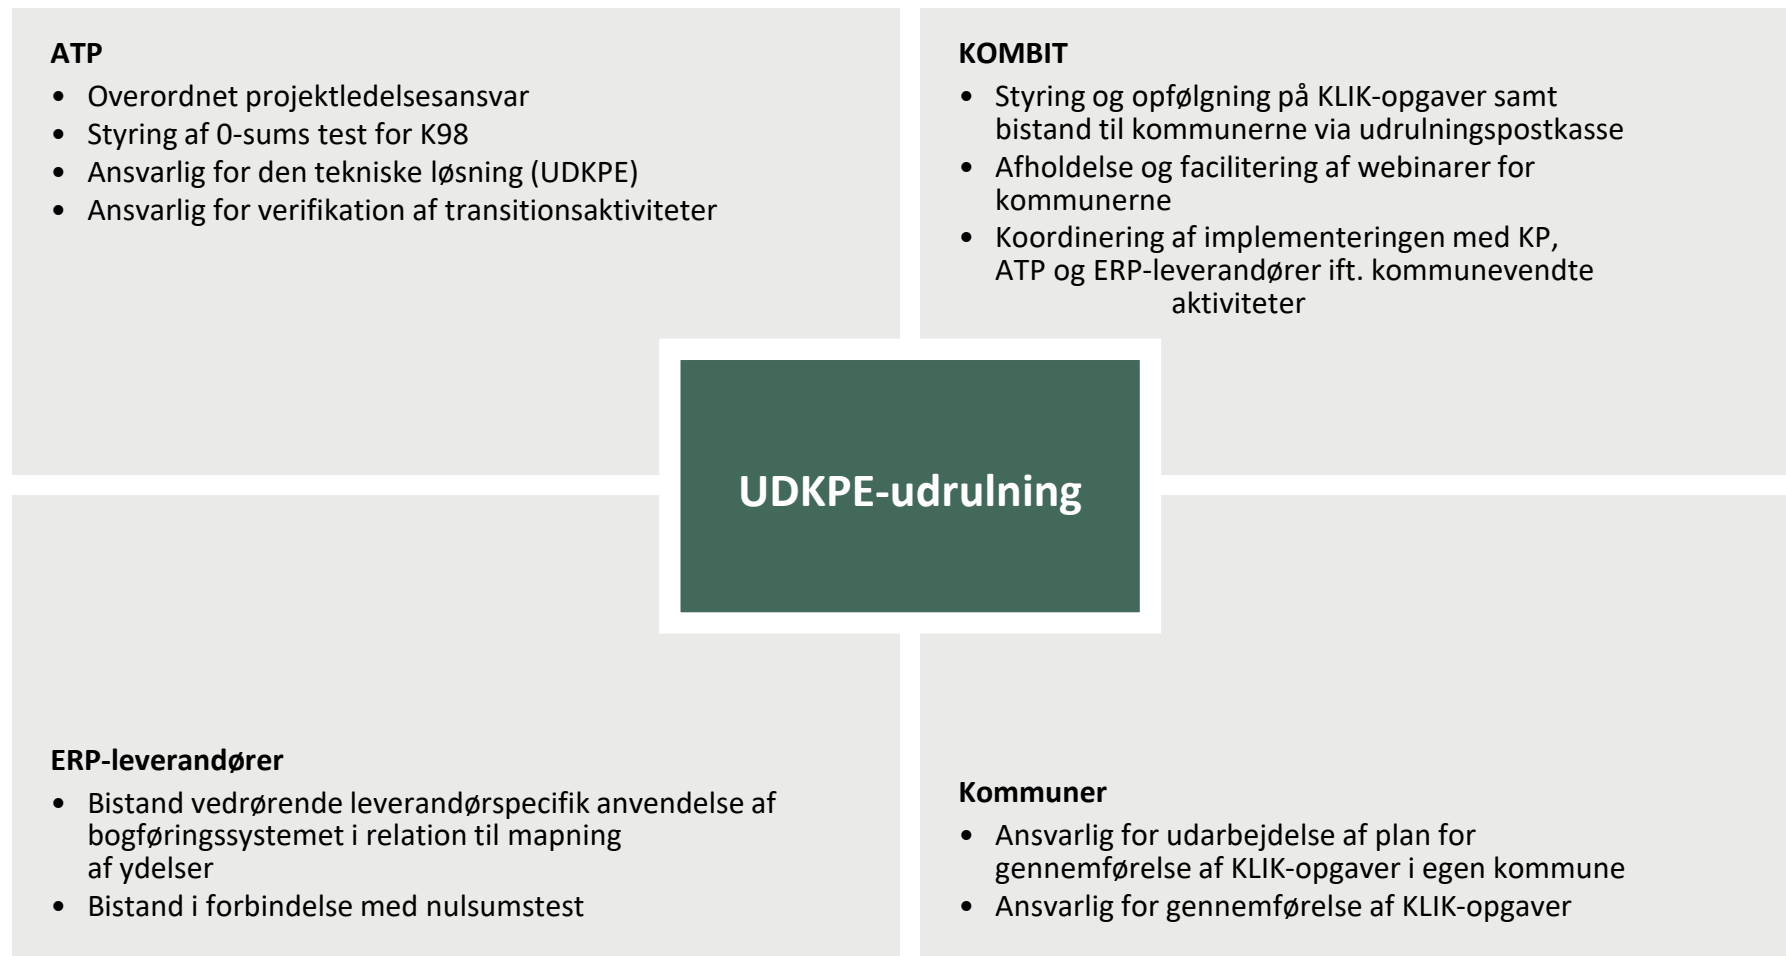 ATP
• Overordnet projektledelsesansvar
• Styring af 0-sums test for K98
• Ansvarlig for den tekniske løsning (UDKPE)
• Ansvarlig for verifikation af transitionsaktiviteter
KOMBIT
• Styring og opfølgning på KLIK-opgaver samt
bistand til kommunerne via udrulningspostkasse
• Afholdelse og facilitering af webinarer for
kommunerne
• Koordinering af implementeringen med KP,
ATP og ERP-leverandører ift. kommunevendte
aktiviteter
UDKPE-udrulning
ERP-leverandører
• Bistand vedrørende leverandørspecifik anvendelse af
bogføringssystemet i relation til mapning
af ydelser
• Bistand i forbindelse med nulsumstest
Kommuner
• Ansvarlig for udarbejdelse af plan for
gennemførelse af KLIK-opgaver i egen kommune
• Ansvarlig for gennemførelse af KLIK-opgaver